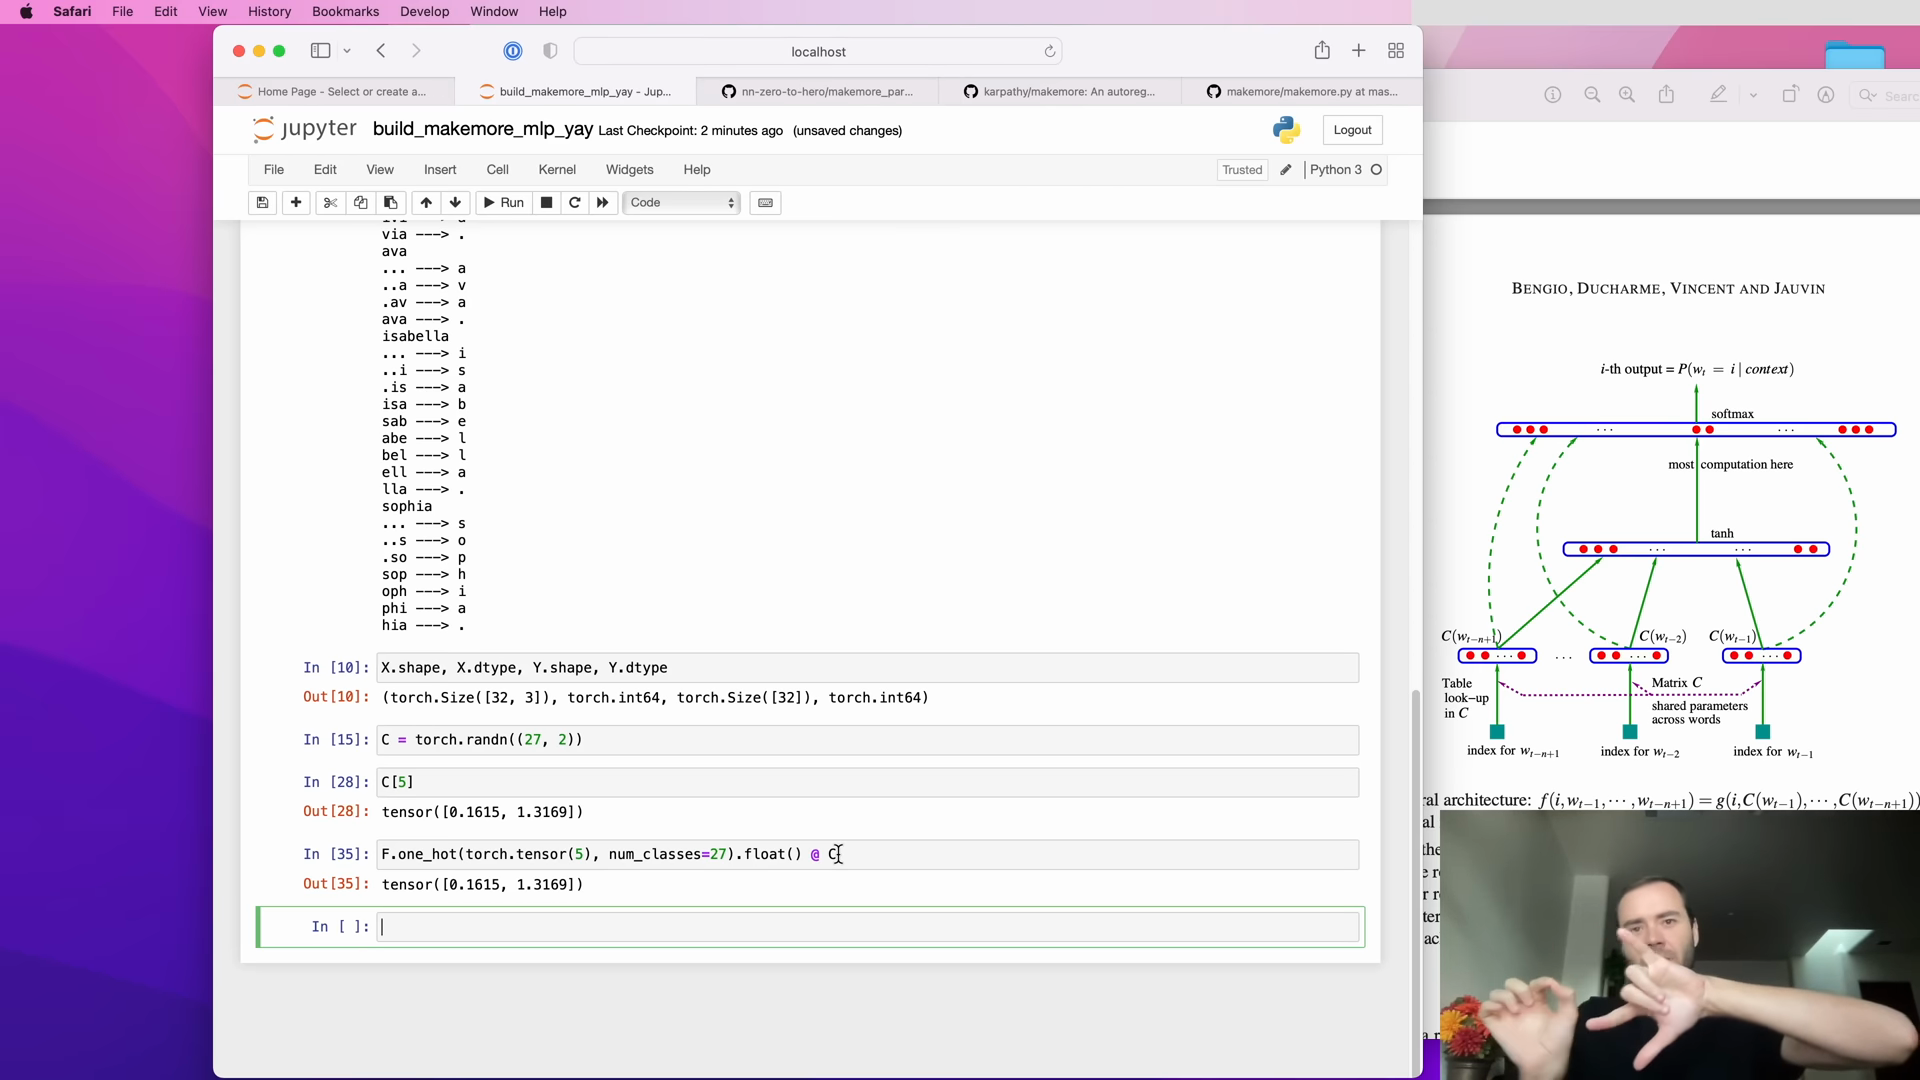 Safari File Edit View History Bookmarks Develop Window Help
localhost
Home Page - Select or create a...
build_makemore_mlp_yay - Jup...
nn-zero-to-hero/makemore_par...
karpathy/makemore: An autoreg...
makemore/makemore.py at mas...
Search
jupyter build_makemore_mlp_yay Last Checkpoint: 2 minutes ago (unsaved changes)
Logout
File Edit View Insert Cell Kernel Widgets Help
Trusted Python 3
Run Code
via ---> .
ava
... ---> a
..a ---> v
.av ---> a
ava ---> .
isabella
... ---> i
..i ---> s
.is ---> a
isa ---> b
sab ---> e
abe ---> l
bel ---> l
ell ---> a
lla ---> .
sophia
... ---> s
..s ---> o
.so ---> p
sop ---> h
oph ---> i
phi ---> a
hia ---> .
In [10]: X.shape, X.dtype, Y.shape, Y.dtype
Out[10]: (torch.Size([32, 3]), torch.int64, torch.Size([32]), torch.int64)
In [15]: C = torch.randn((27, 2))
In [28]: C[5]
Out[28]: tensor([0.1615, 1.3169])
In [35]: F.one_hot(torch.tensor(5), num_classes=27).float() @ C
Out[35]: tensor([0.1615, 1.3169])
In [ ]:
BENGIO, DUCHARME, VINCENT AND JAUVIN
i-th output = P(w_t = i | context)
softmax
... ... 
most computation here
tanh
... ...
C(w_{t-n+1}) C(w_{t-2}) C(w_{t-1})
... ... ... ...
Table
look-up
in C
Matrix C
shared parameters
across words
index for w_{t-n+1} index for w_{t-2} index for w_{t-1}
ral architecture: f(i, w_{t-1}, ··· , w_{t-n+1}) = g(i, C(w_{t-1}), ··· , C(w_{t-n+1}))
al